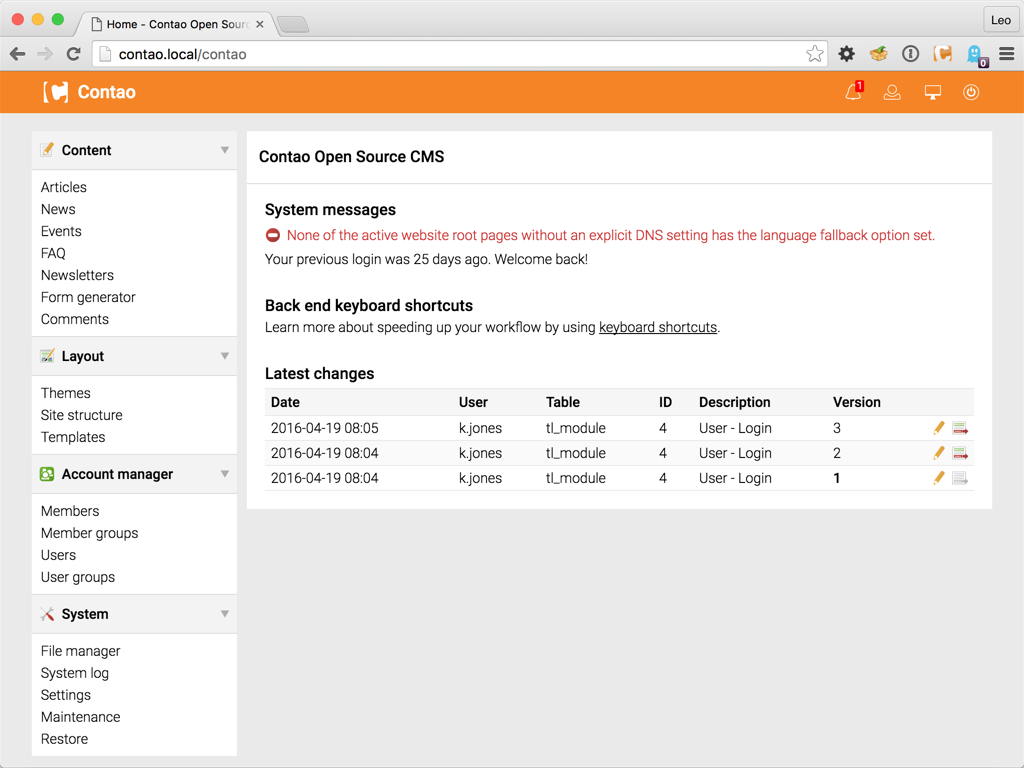 Home - Contao Open Sour
Leo
contao.local/contao
0
Contao
1
Content
Articles
News
Events
FAQ
Newsletters
Form generator
Comments
Layout
Themes
Site structure
Templates
Account manager
Members
Member groups
Users
User groups
System
File manager
System log
Settings
Maintenance
Restore
Contao Open Source CMS
System messages
None of the active website root pages without an explicit DNS setting has the language fallback option set.
Your previous login was 25 days ago. Welcome back!
Back end keyboard shortcuts
Learn more about speeding up your workflow by using keyboard shortcuts.
Latest changes
Date User Table ID Description Version
2016-04-19 08:05 k.jones tl_module 4 User - Login 3
2016-04-19 08:04 k.jones tl_module 4 User - Login 2
2016-04-19 08:04 k.jones tl_module 4 User - Login 1